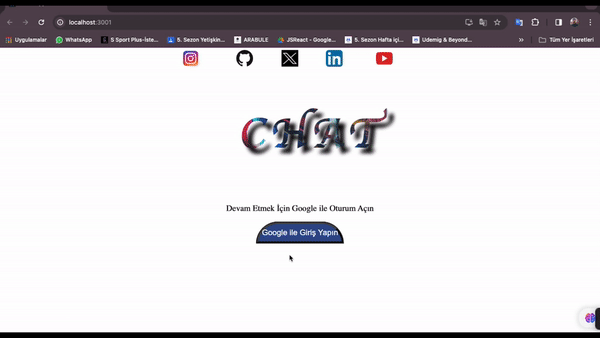 localhost:3001
Uygulamalar
WhatsApp
S Sport Plus-İste...
5. Sezon Yetişkin...
ARABULE
JSReact - Google...
5. Sezon Hafta içi...
Udemig & Beyond...
Tüm Yer İşaretleri
CHAT
Devam Etmek İçin Google ile Oturum Açın
Google ile Giriş Yapın